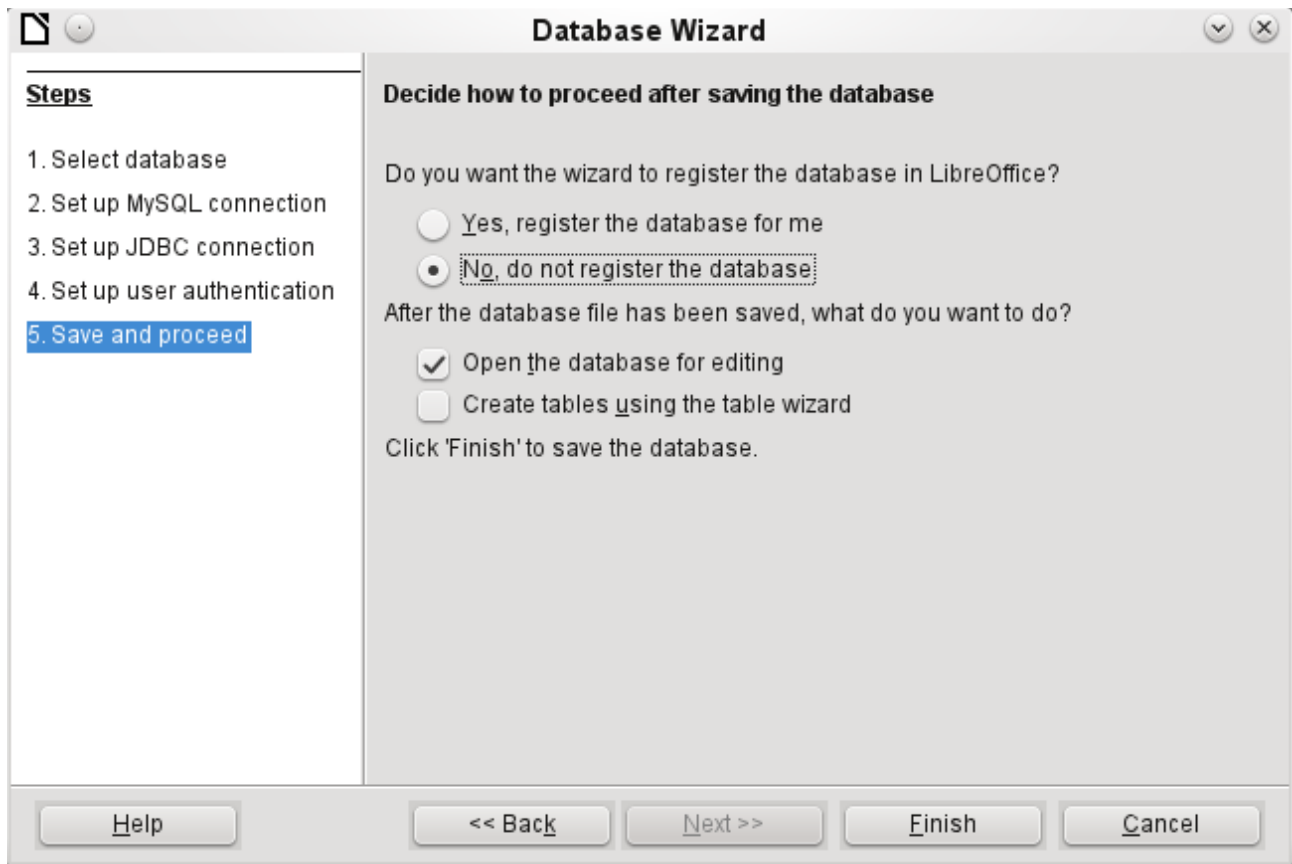 Database Wizard
Steps
1. Select database
2. Set up MySQL connection
3. Set up JDBC connection
4. Set up user authentication
5. Save and proceed
Decide how to proceed after saving the database
Do you want the wizard to register the database in LibreOffice?
Yes, register the database for me
No, do not register the database
After the database file has been saved, what do you want to do?
Open the database for editing
Create tables using the table wizard
Click 'Finish' to save the database.
Help
<< Back
Next >>
Finish
Cancel